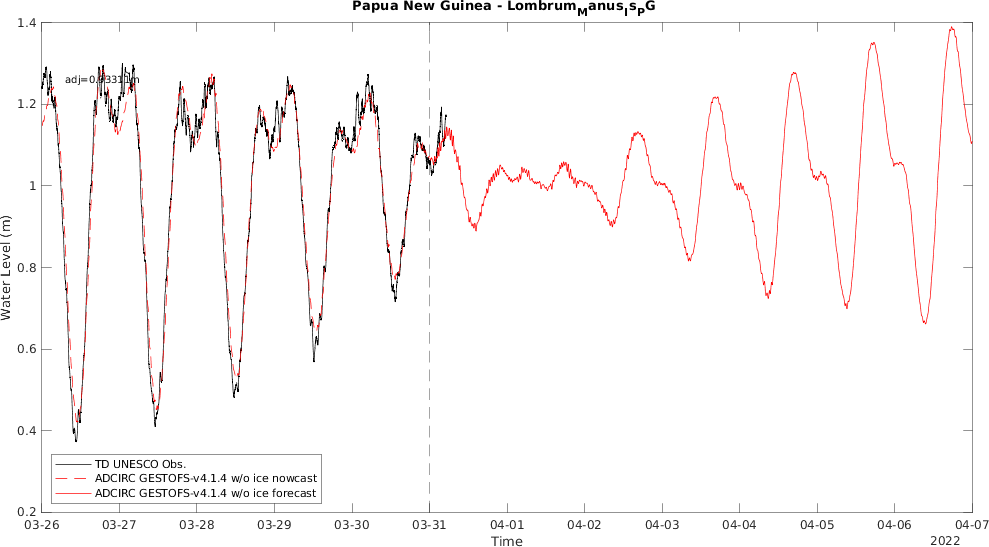 Papua New Guinea - LombrumManusIsPG
1.4
1.2
1
0.8
0.6
0.4
0.2
Water Level (m)
TD UNESCO Obs.
ADCIRC GESTOFS-v4.1.4 w/o ice nowcast
ADCIRC GESTOFS-v4.1.4 w/o ice forecast
03-26 03-27 03-28 03-29 03-30 03-31 04-01 04-02 04-03 04-04 04-05 04-06 04-07
Time
2022